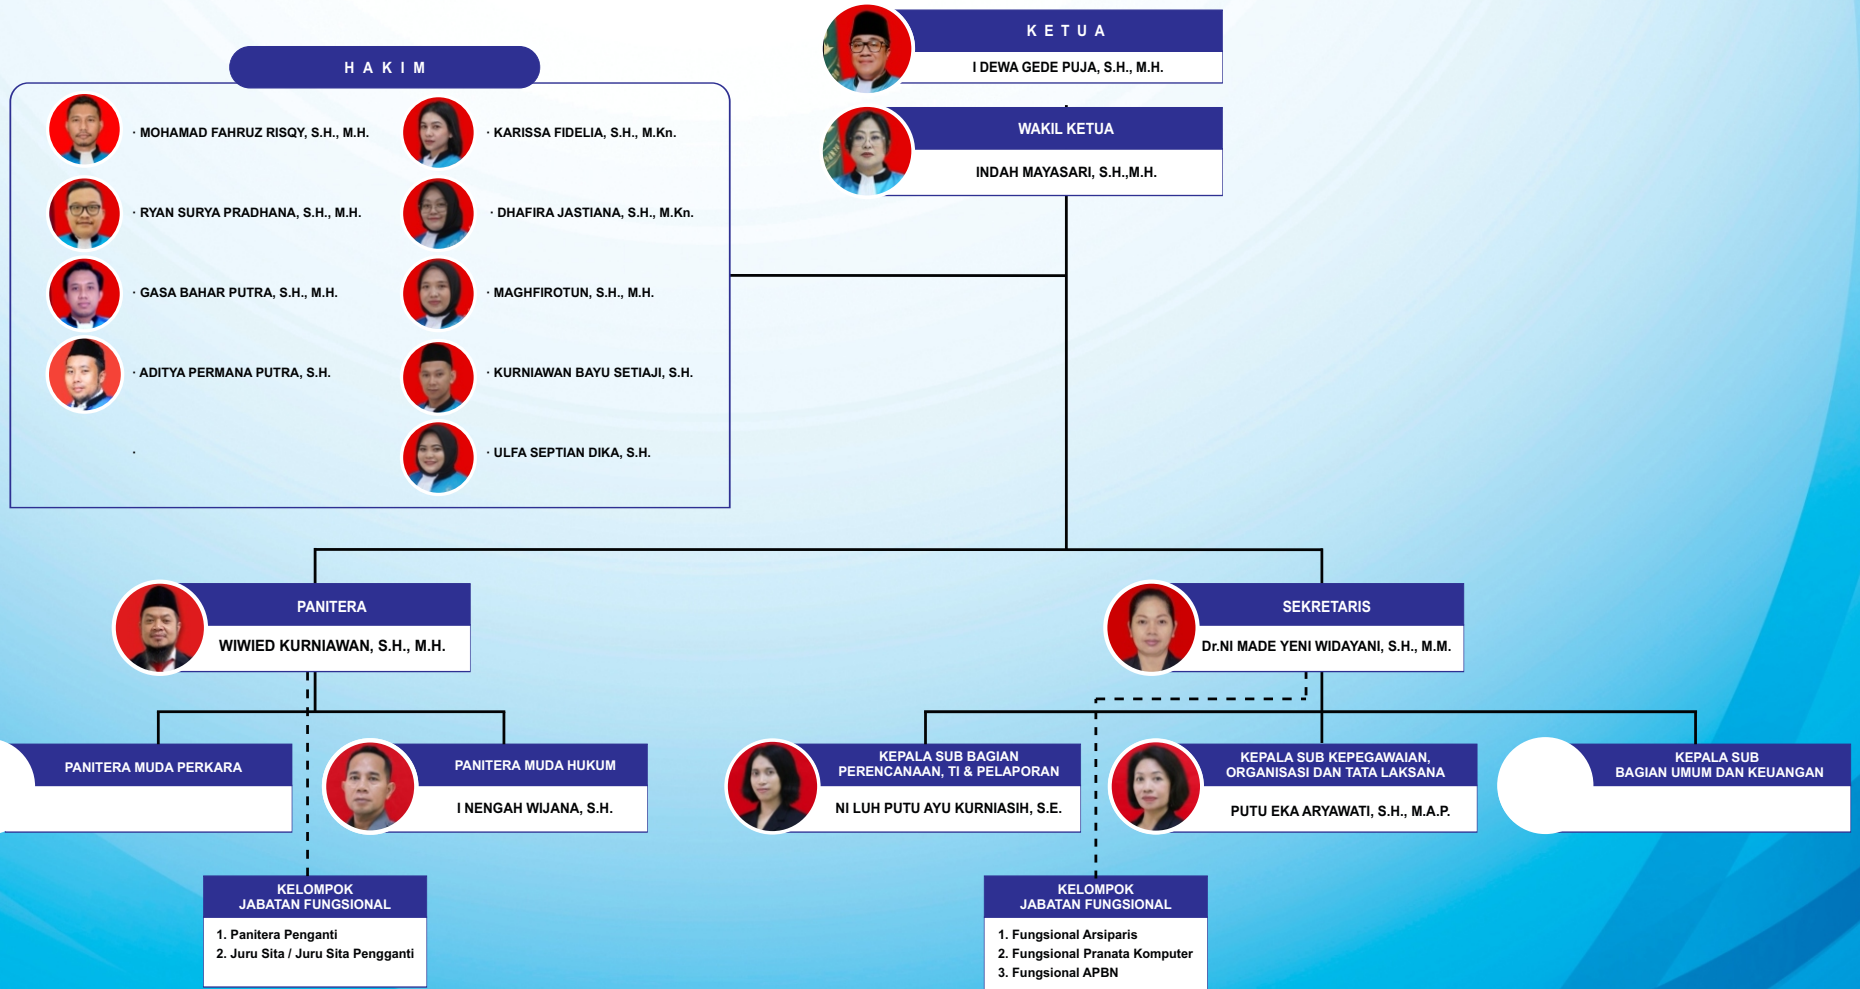 K E T U A
I DEWA GEDE PUJA, S.H., M.H.
WAKIL KETUA
INDAH MAYASARI, S.H.,M.H.
H A K I M
· MOHAMAD FAHRUZ RISQY, S.H., M.H.
· RYAN SURYA PRADHANA, S.H., M.H.
· GASA BAHAR PUTRA, S.H., M.H.
· ADITYA PERMANA PUTRA, S.H.
·
· KARISSA FIDELIA, S.H., M.Kn.
· DHAFIRA JASTIANA, S.H., M.Kn.
· MAGHFIROTUN, S.H., M.H.
· KURNIAWAN BAYU SETIAJI, S.H.
· ULFA SEPTIAN DIKA, S.H.
PANITERA
WIWIED KURNIAWAN, S.H., M.H.
SEKRETARIS
Dr.NI MADE YENI WIDAYANI, S.H., M.M.
PANITERA MUDA PERKARA
PANITERA MUDA HUKUM
I NENGAH WIJANA, S.H.
KEPALA SUB BAGIAN
PERENCANAAN, TI & PELAPORAN
NI LUH PUTU AYU KURNIASIH, S.E.
KEPALA SUB KEPEGAWAIAN,
ORGANISASI DAN TATA LAKSANA
PUTU EKA ARYAWATI, S.H., M.A.P.
KEPALA SUB
BAGIAN UMUM DAN KEUANGAN
KELOMPOK
JABATAN FUNGSIONAL
1. Panitera Penganti
2. Juru Sita / Juru Sita Pengganti
KELOMPOK
JABATAN FUNGSIONAL
1. Fungsional Arsiparis
2. Fungsional Pranata Komputer
3. Fungsional APBN